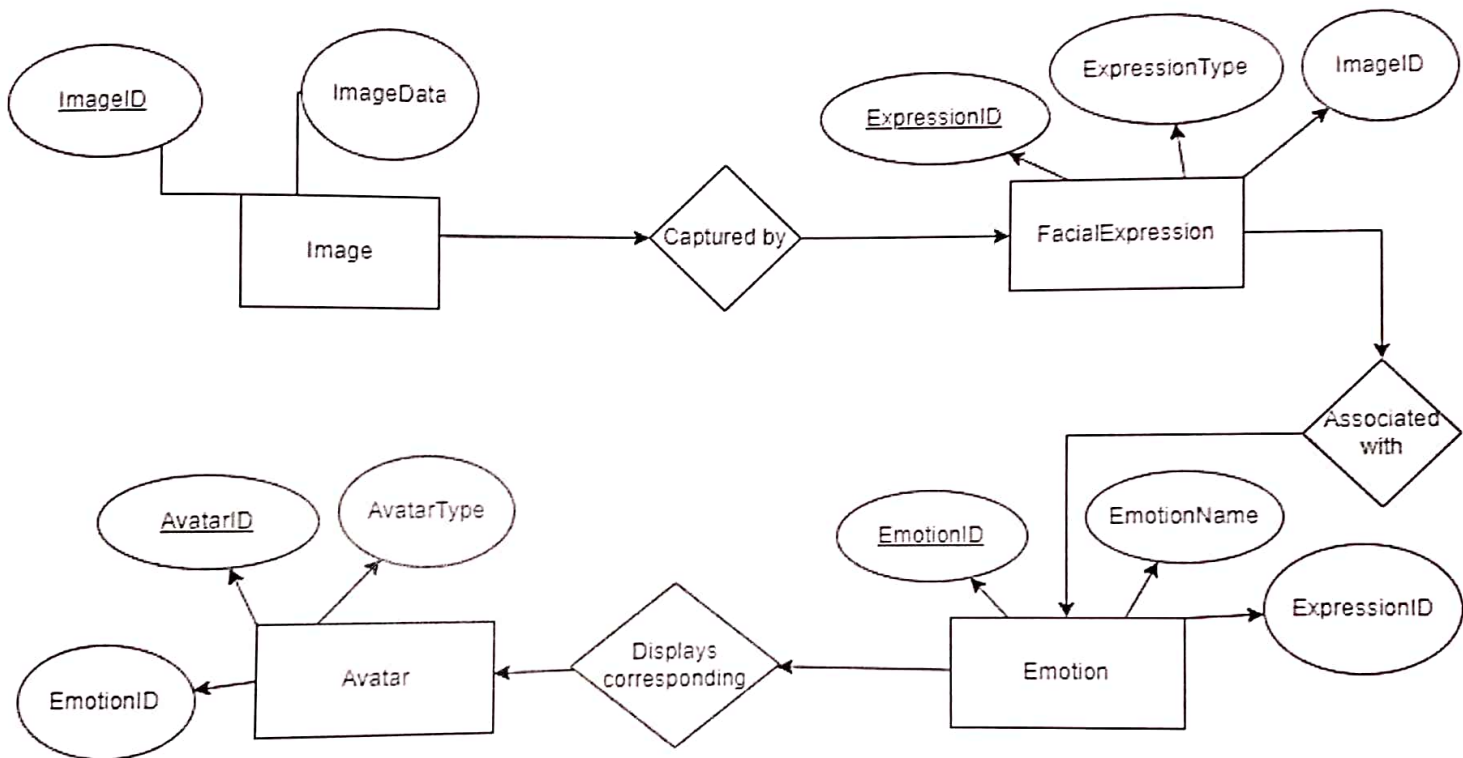 ImageID
ImageData
ExpressionID
ExpressionType
ImageID
Image
Captured by
FacialExpression
Associated
with
AvatarID
AvatarType
EmotionID
EmotionName
ExpressionID
EmotionID
Avatar
Displays
corresponding
Emotion